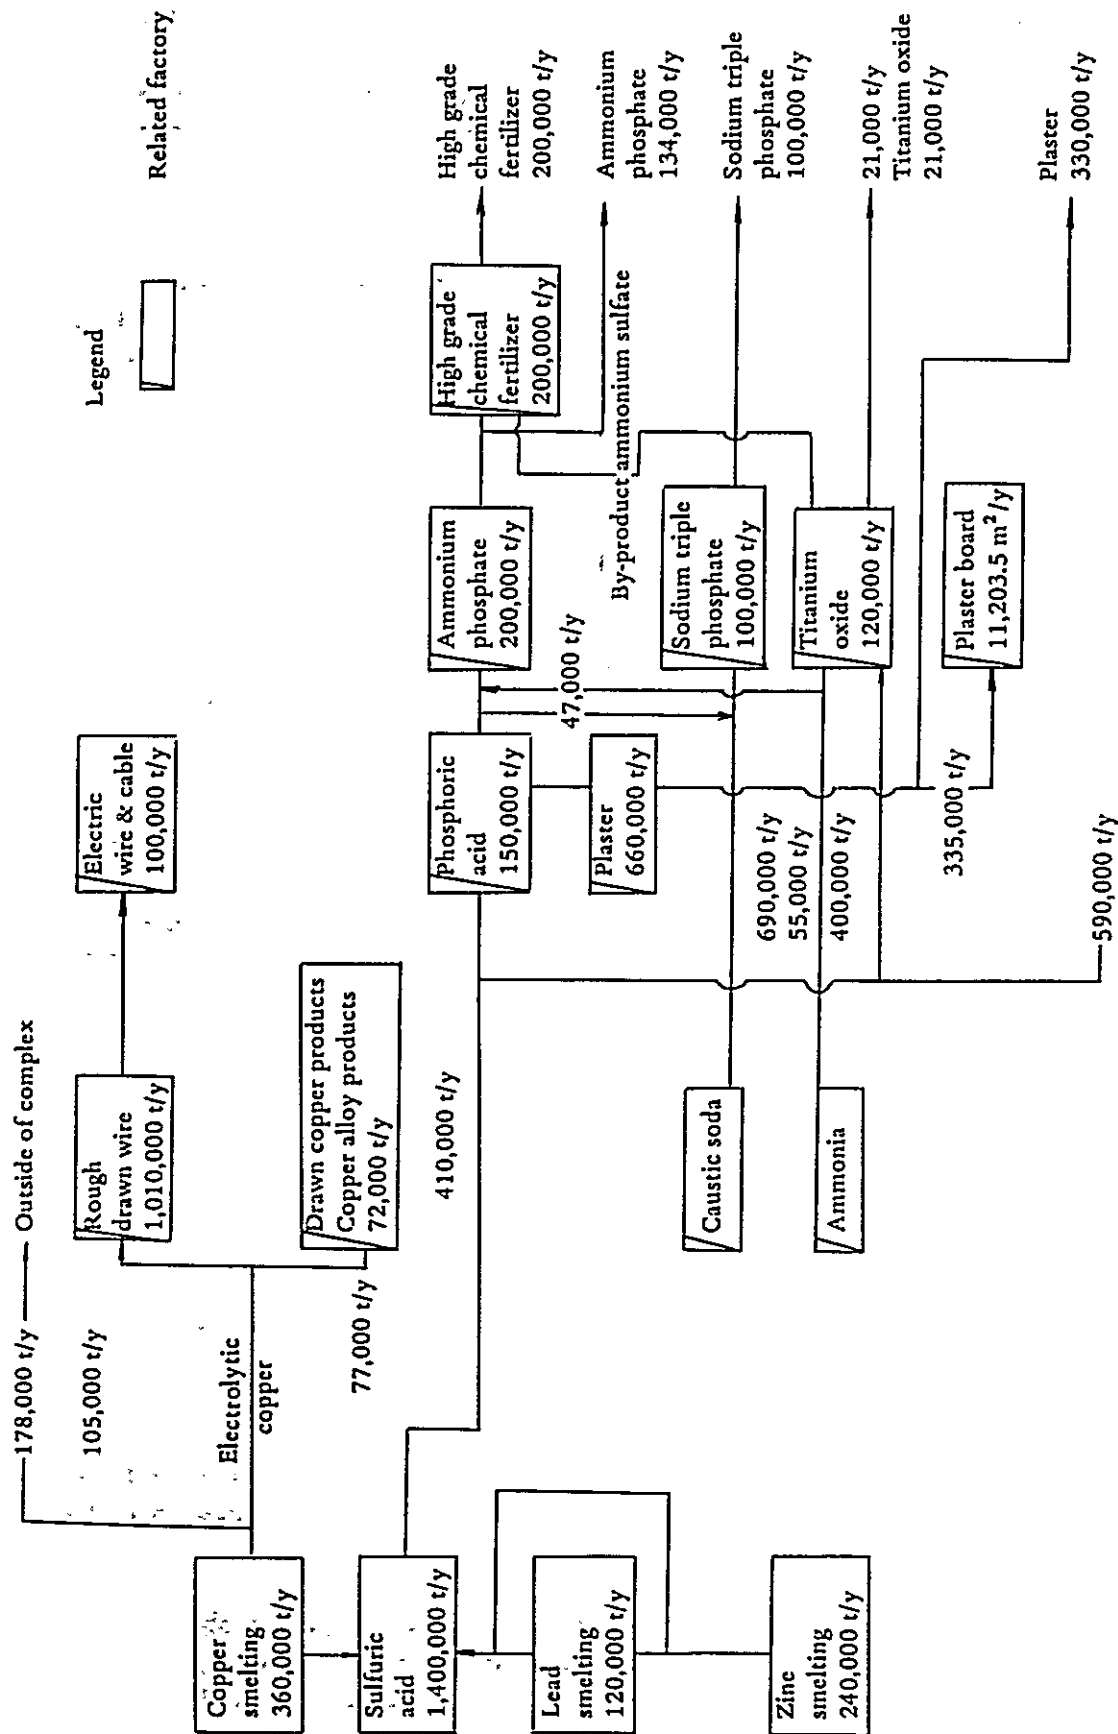 Legend
Related factory
178,000 t/y
Outside of complex
105,000 t/y
Electrolytic
copper
77,000 t/y
Rough
drawn wire
1,010,000 t/y
Electric
wire & cable
100,000 t/y
Drawn copper products
Copper alloy products
72,000 t/y
Copper
smelting
360,000 t/y
Sulfuric
acid
1,400,000 t/y
Lead
smelting
120,000 t/y
Zinc
smelting
240,000 t/y
410,000 t/y
Phosphoric
acid
150,000 t/y
Plaster
660,000 t/y
47,000 t/y
Ammonium
phosphate
200,000 t/y
High grade
chemical
fertilizer
200,000 t/y
High grade
chemical
fertilizer
200,000 t/y
Ammonium
phosphate
134,000 t/y
By-product ammonium sulfate
Sodium triple
phosphate
100,000 t/y
Sodium triple
phosphate
100,000 t/y
Caustic soda
Ammonia
690,000 t/y
55,000 t/y
400,000 t/y
Titanium
oxide
120,000 t/y
21,000 t/y
Titanium oxide
21,000 t/y
335,000 t/y
Plaster board
11,203.5 m²/y
Plaster
330,000 t/y
590,000 t/y